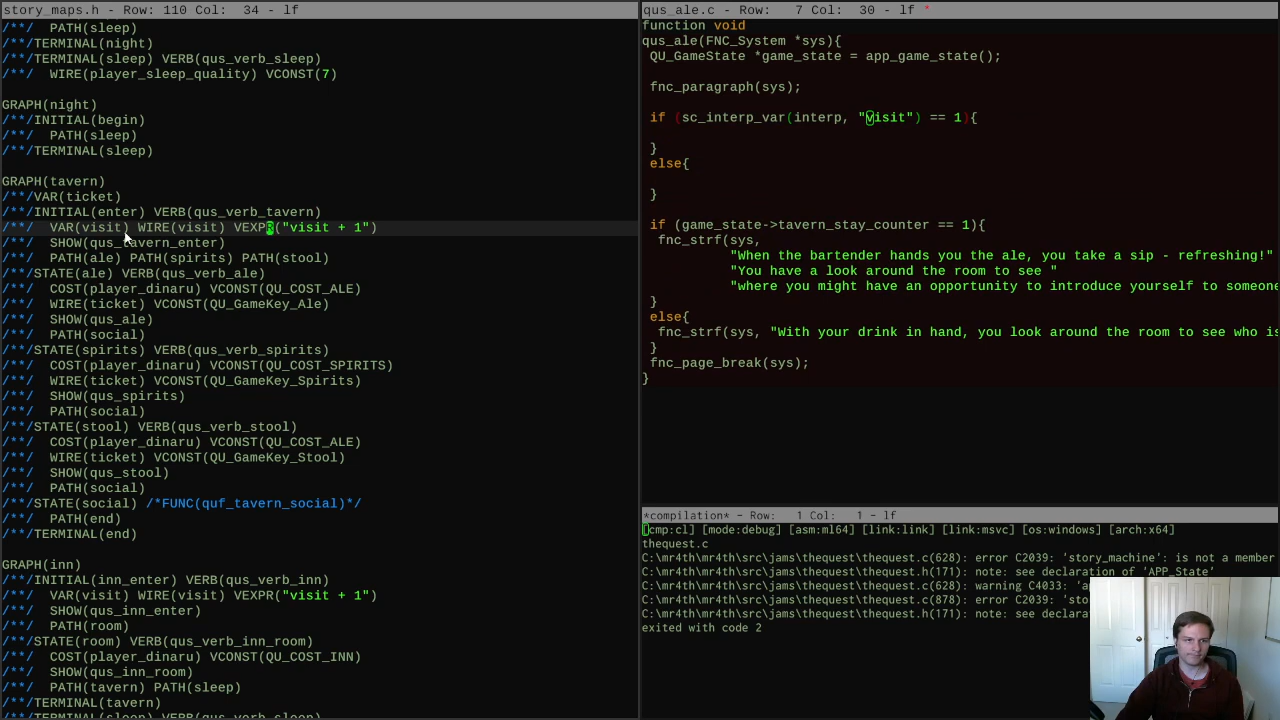 story_maps.h - Row: 110 Col:  34 - lf
/**/  PATH(sleep)
/**/TERMINAL(night)
/**/TERMINAL(sleep) VERB(qus_verb_sleep)
/**/  WIRE(player_sleep_quality) VCONST(7)
GRAPH(night)
/**/INITIAL(begin)
/**/  PATH(sleep)
/**/TERMINAL(sleep)
GRAPH(tavern)
/**/VAR(ticket)
/**/INITIAL(enter) VERB(qus_verb_tavern)
/**/  VAR(visit) WIRE(visit) VEXPR("visit + 1")
/**/  SHOW(qus_tavern_enter)
/**/  PATH(ale) PATH(spirits) PATH(stool)
/**/STATE(ale) VERB(qus_verb_ale)
/**/  COST(player_dinaru) VCONST(QU_COST_ALE)
/**/  WIRE(ticket) VCONST(QU_GameKey_Ale)
/**/  SHOW(qus_ale)
/**/  PATH(social)
/**/STATE(spirits) VERB(qus_verb_spirits)
/**/  COST(player_dinaru) VCONST(QU_COST_SPIRITS)
/**/  WIRE(ticket) VCONST(QU_GameKey_Spirits)
/**/  SHOW(qus_spirits)
/**/  PATH(social)
/**/STATE(stool) VERB(qus_verb_stool)
/**/  COST(player_dinaru) VCONST(QU_COST_ALE)
/**/  WIRE(ticket) VCONST(QU_GameKey_Stool)
/**/  SHOW(qus_stool)
/**/  PATH(social)
/**/STATE(social) /*FUNC(quf_tavern_social)*/
/**/  PATH(end)
/**/TERMINAL(end)
GRAPH(inn)
/**/INITIAL(inn_enter) VERB(qus_verb_inn)
/**/  VAR(visit) WIRE(visit) VEXPR("visit + 1")
/**/  SHOW(qus_inn_enter)
/**/  PATH(room)
/**/STATE(room) VERB(qus_verb_inn_room)
/**/  COST(player_dinaru) VCONST(QU_COST_INN)
/**/  SHOW(qus_inn_room)
/**/  PATH(tavern) PATH(sleep)
/**/TERMINAL(tavern)
/**/TERMINAL(sleep) VERB(qus_verb_sleep)
qus_ale.c - Row:   7 Col:  30 - lf *
function void
qus_ale(FNC_System *sys){
QU_GameState *game_state = app_game_state();
fnc_paragraph(sys);
if (sc_interp_var(interp, "visit") == 1){
}
else{
}
if (game_state->tavern_stay_counter == 1){
fnc_strf(sys,
"When the bartender hands you the ale, you take a sip - refreshing!"
"You have a look around the room to see "
"where you might have an opportunity to introduce yourself to someone
}
else{
fnc_strf(sys, "With your drink in hand, you look around the room to see who is
}
fnc_page_break(sys);
}
*compilation* - Row:   1 Col:   1 - lf
[cmp:cl] [mode:debug] [asm:ml64] [link:link] [link:msvc] [os:windows] [arch:x64]
thequest.c
C:\mr4th\mr4th\src\jams\thequest\thequest.c(628): error C2039: 'story_machine': is not a member
C:\mr4th\mr4th\src\jams\thequest\thequest.h(171): note: see declaration of 'APP_State'
C:\mr4th\mr4th\src\jams\thequest\thequest.c(628): warning C4033: 'a
C:\mr4th\mr4th\src\jams\thequest\thequest.c(878): error C2039: 'sto
C:\mr4th\mr4th\src\jams\thequest\thequest.h(171): note: see declara
exited with code 2